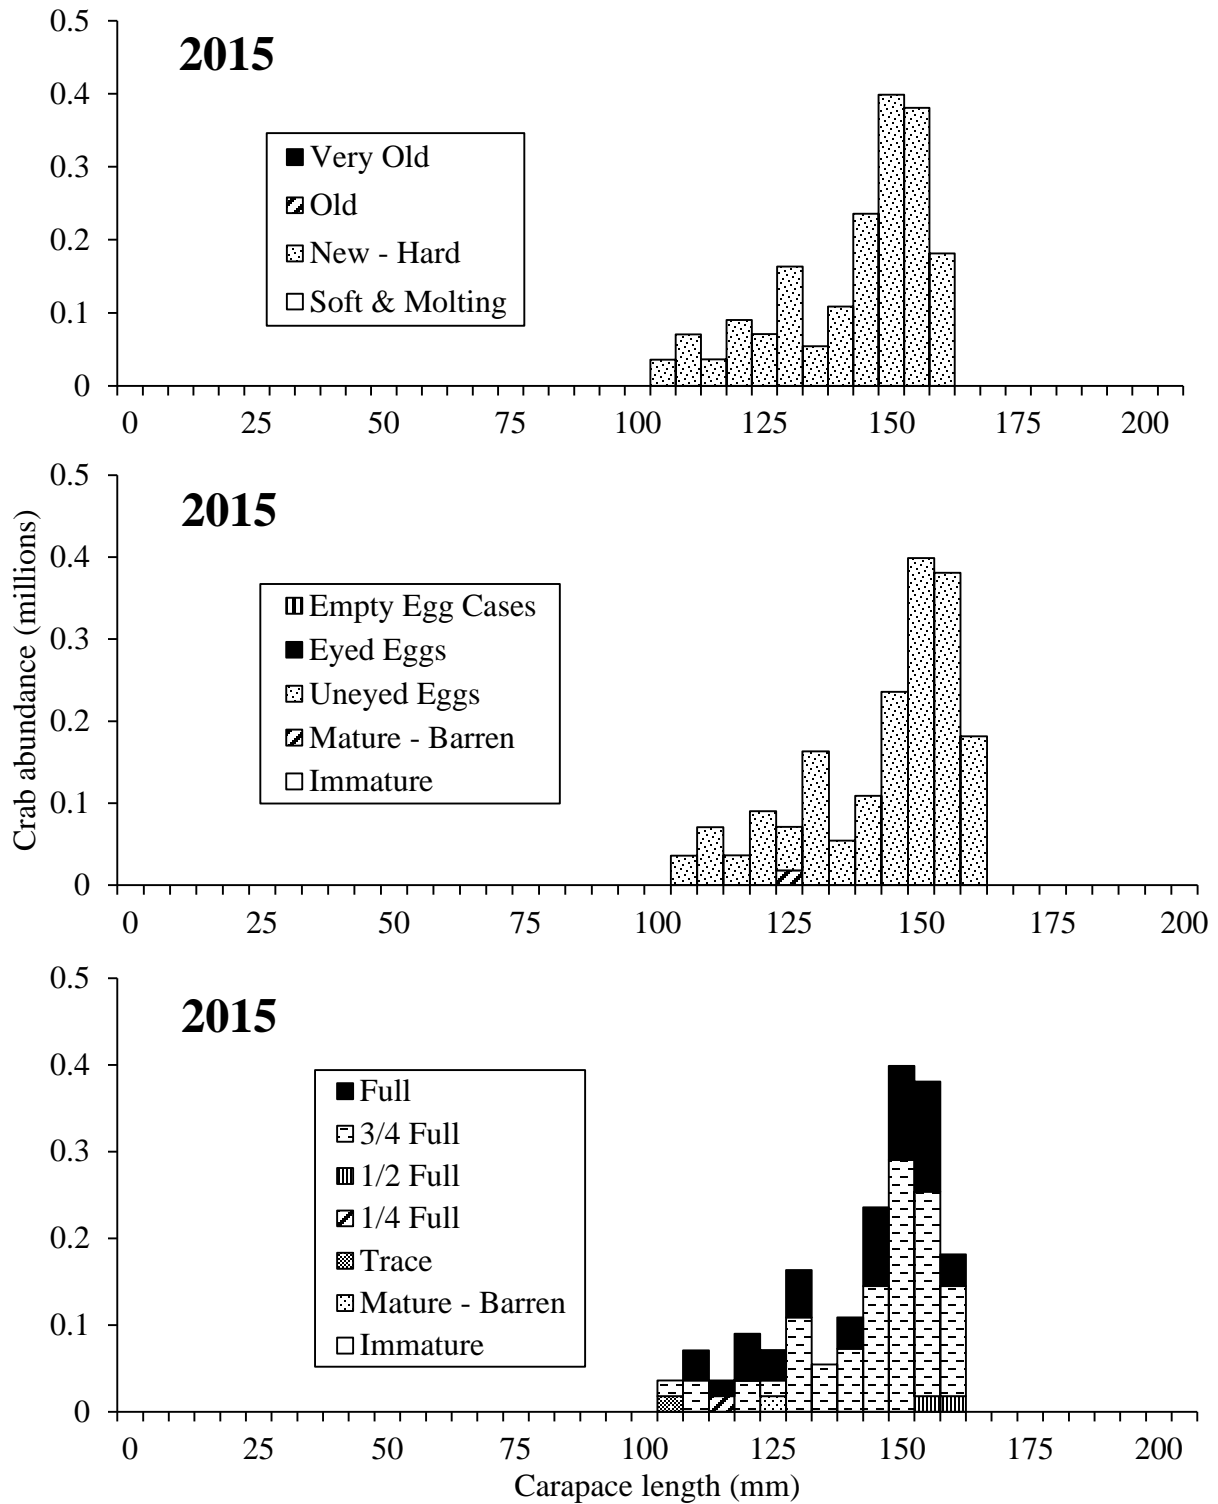 0.5
2015
0.4
Very Old
0.3
Old
0.2
New - Hard
0.1
Soft & Molting
0
0 25 50 75 100 125 150 175 200
Crab abundance (millions)
0.5
2015
0.4
Empty Egg Cases
Eyed Eggs
0.3
Uneyed Eggs
0.2
Mature - Barren
Immature
0.1
0
0 25 50 75 100 125 150 175 200
0.5
2015
0.4
Full
3/4 Full
0.3
1/2 Full
1/4 Full
0.2
Trace
Mature - Barren
0.1
Immature
0
0 25 50 75 100 125 150 175 200
Carapace length (mm)